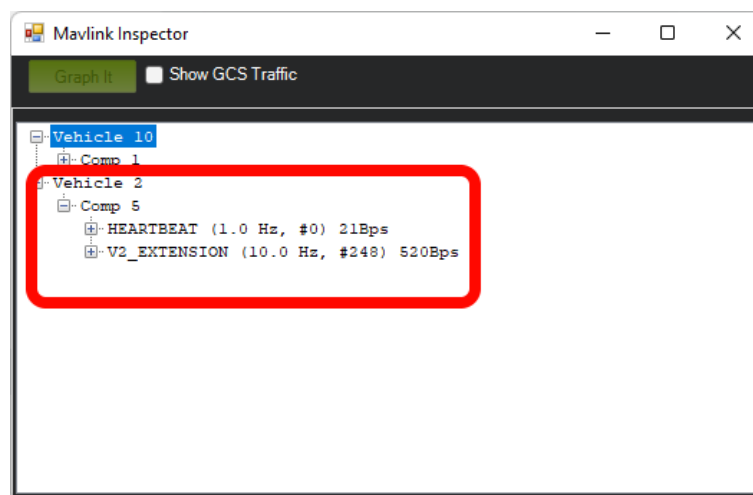 Mavlink Inspector
Graph It Show GCS Traffic
Vehicle 10
Comp 1
Vehicle 2
Comp 5
HEARTBEAT (1.0 Hz, #0) 21Bps
V2_EXTENSION (10.0 Hz, #248) 520Bps